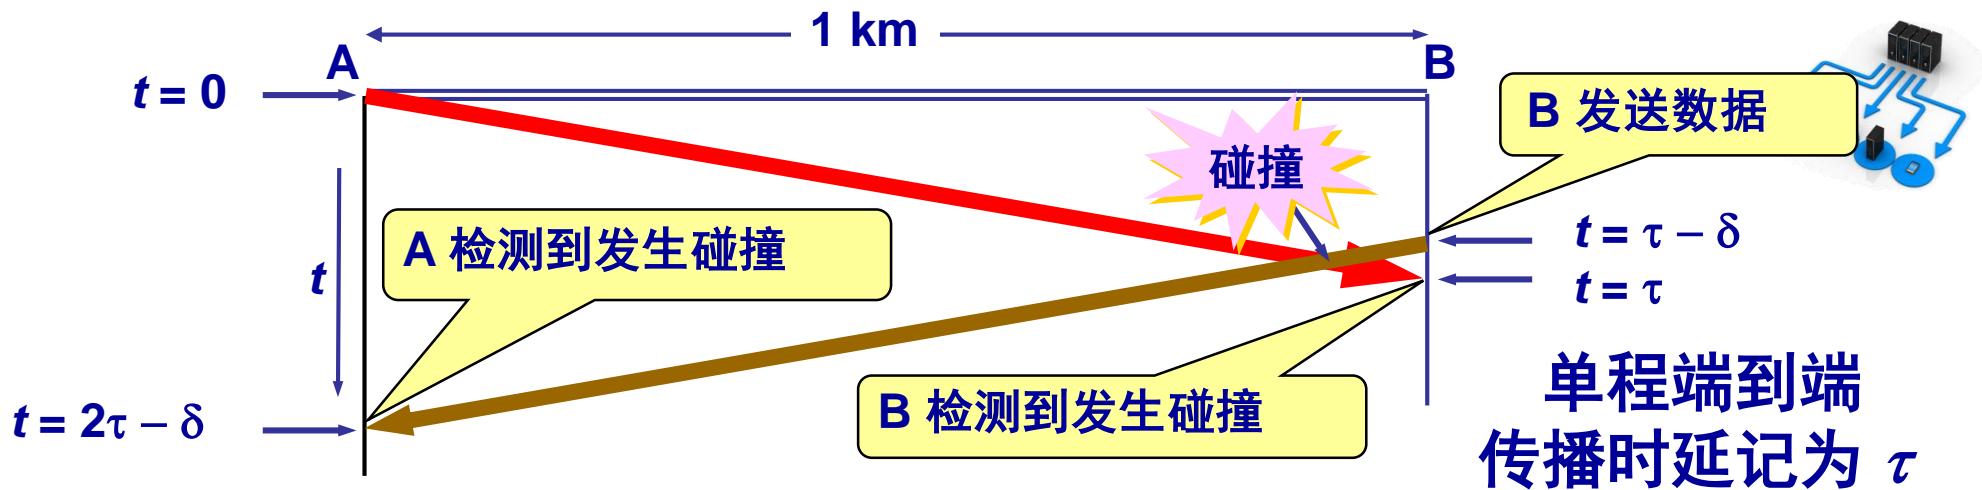 1 km
A
B
t = 0
B 发送数据
碰撞
A 检测到发生碰撞
t = τ − δ
t
t = τ
B 检测到发生碰撞
t = 2τ − δ
单程端到端
传播时延记为 τ